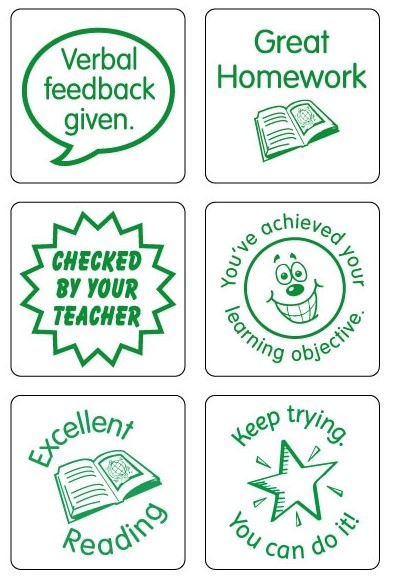 Verbal
feedback
given.
Great
Homework
CHECKED
BY YOUR
TEACHER
You've achieved your
learning objective.
Excellent
Reading
Keep trying.
You can do it!